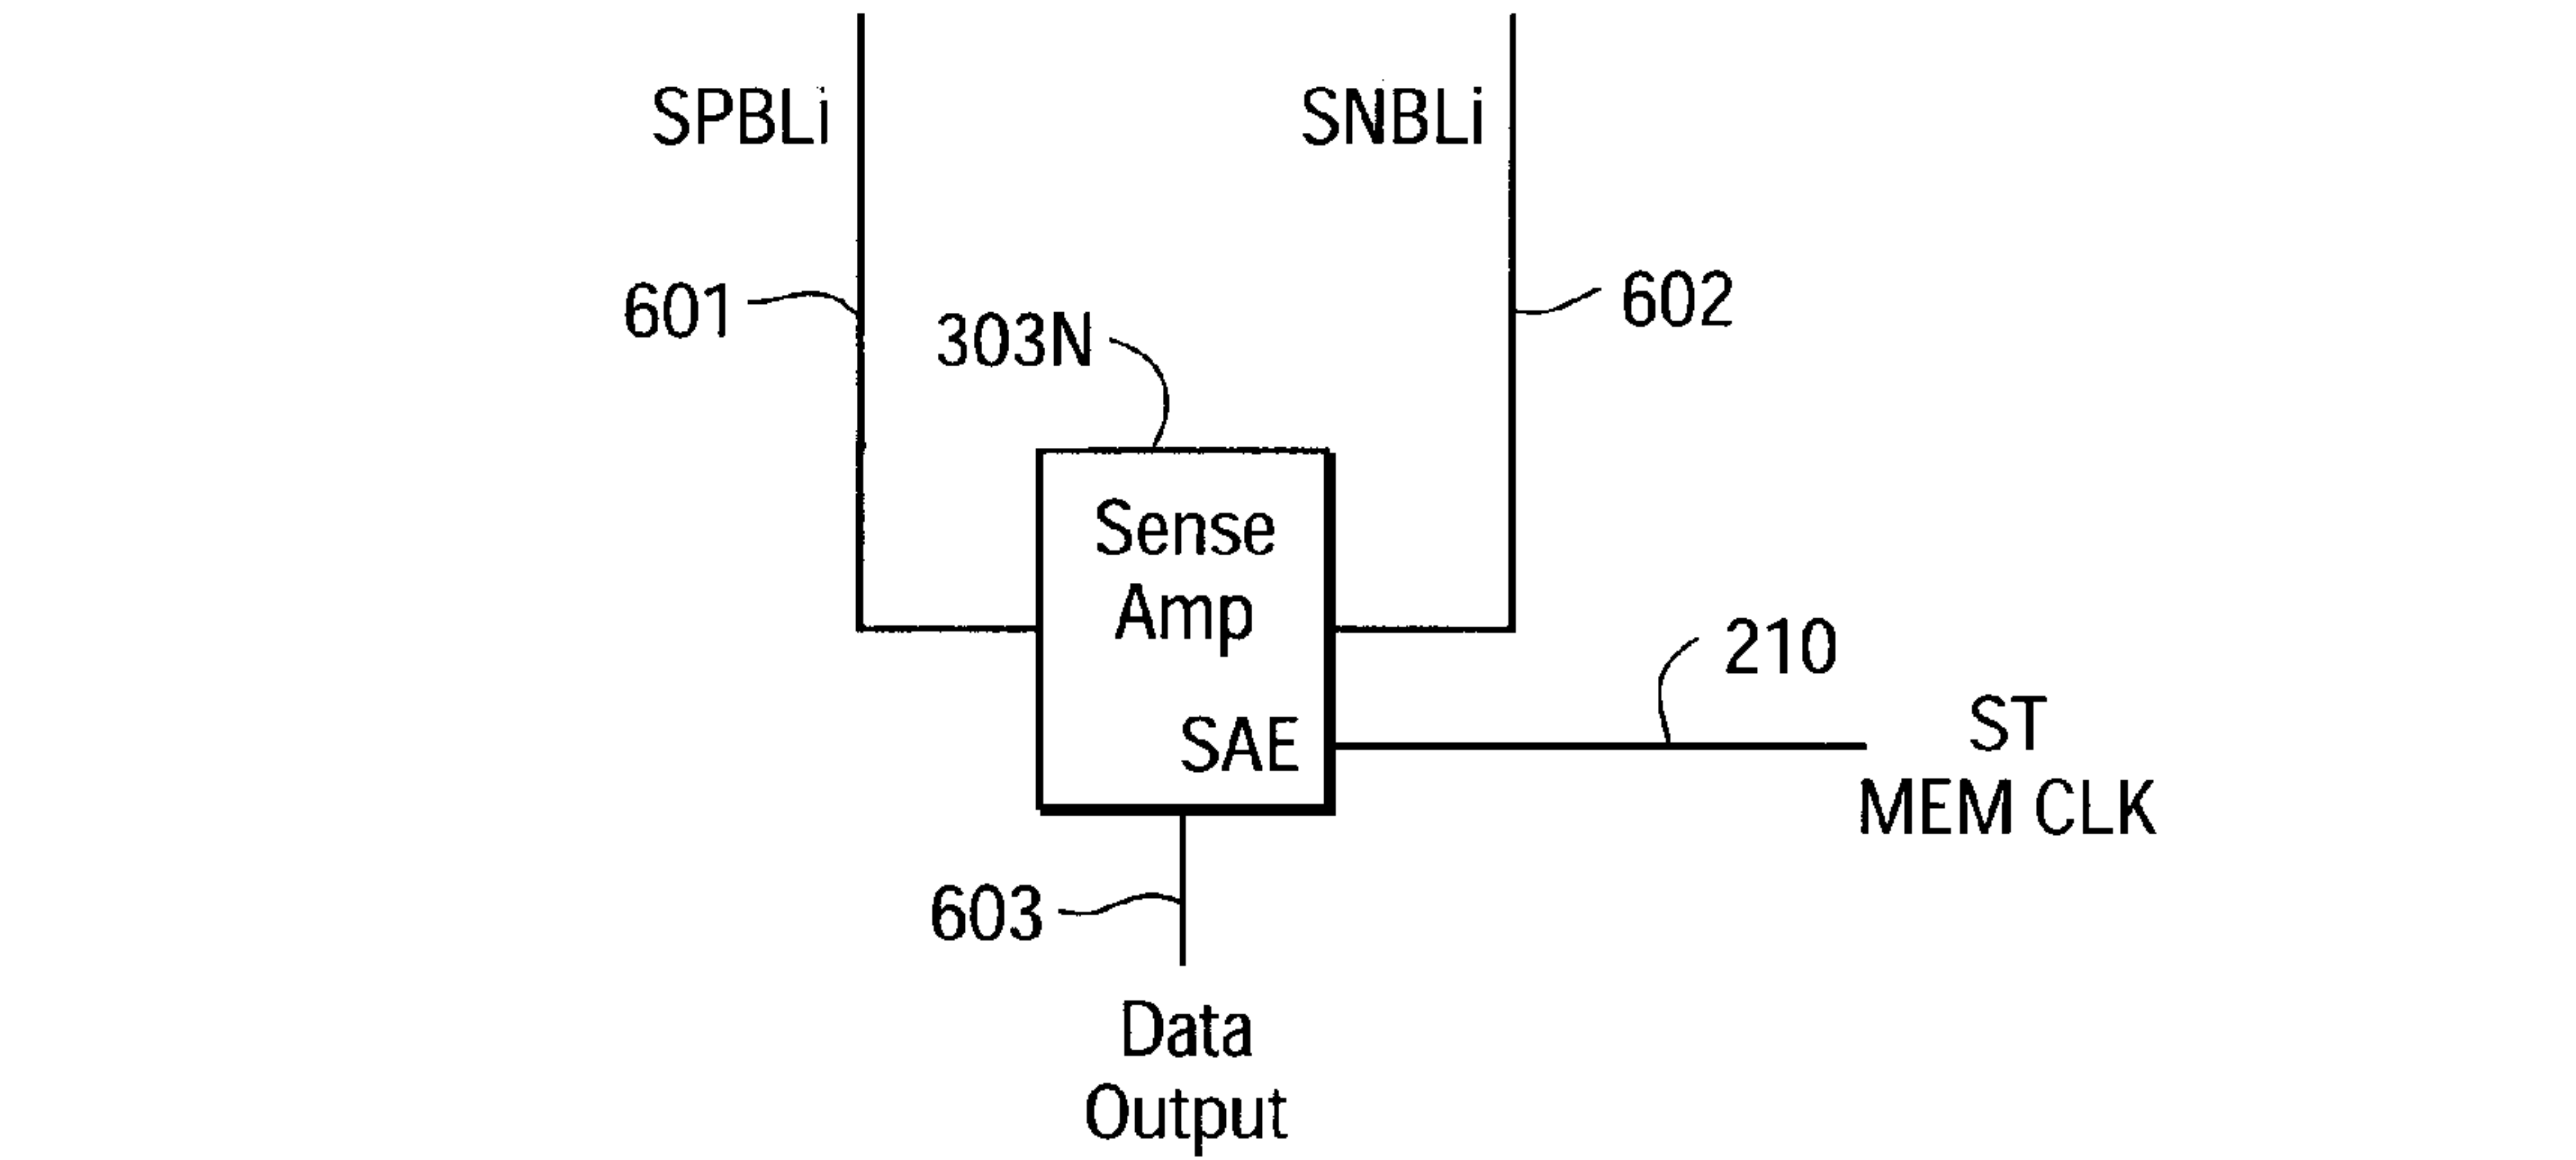 SPBLi
SNBLi
601
602
303N
Sense
Amp
SAE
210
ST
MEM CLK
603
Data
Output